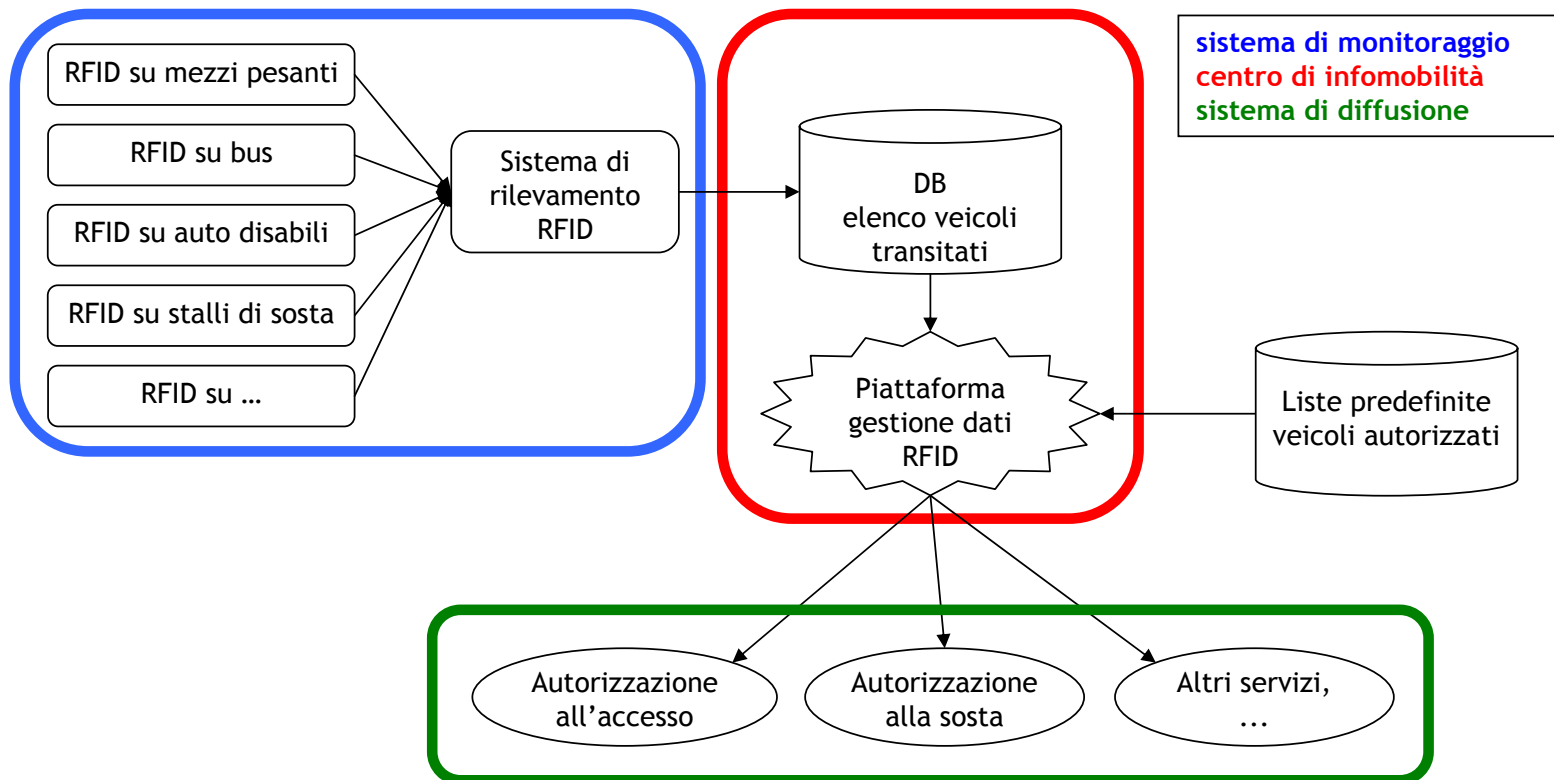 RFID su mezzi pesanti
RFID su bus
RFID su auto disabili
RFID su stalli di sosta
RFID su …
Sistema di
rilevamento
RFID
DB
elenco veicoli
transitati
Piattaforma
gestione dati
RFID
sistema di monitoraggio
centro di infomobilità
sistema di diffusione
Liste predefinite
veicoli autorizzati
Autorizzazione
all’accesso
Autorizzazione
alla sosta
Altri servizi,
...